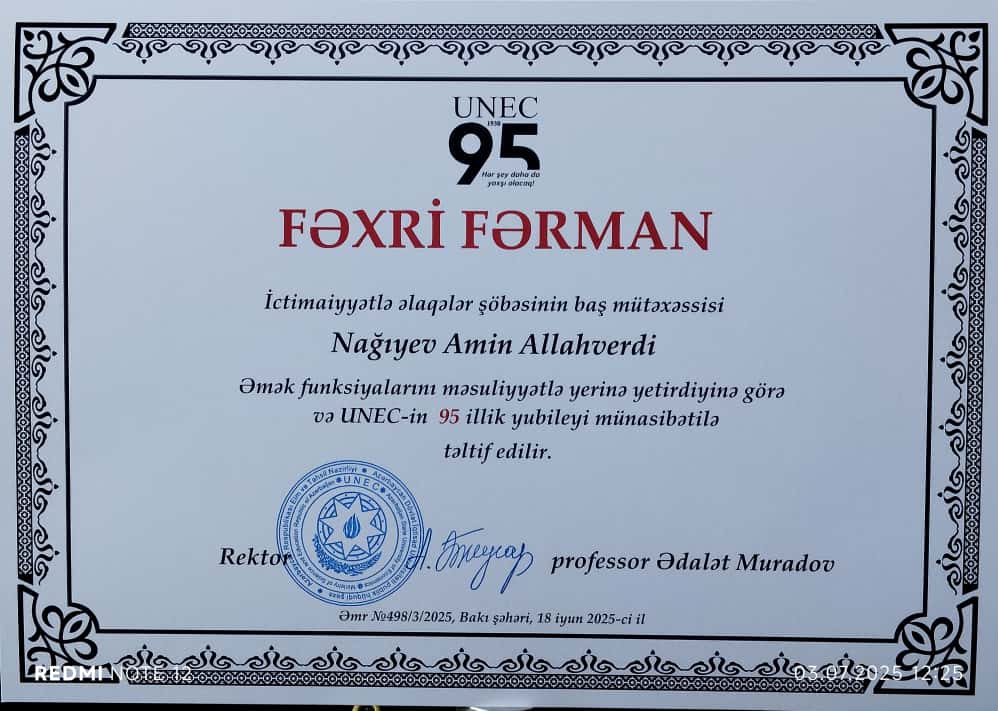 UNEC
1930
95
Hər şey daha da
yaxşı olacaq!
FƏXRİ FƏRMAN
İctimaiyyətlə əlaqələr şöbəsinin baş mütəxəssisi
Nağıyev Amin Allahverdi
Əmək funksiyalarını məsuliyyətlə yerinə yetirdiyinə görə
və UNEC-in 95 illik yubileyi münasibətilə
təltif edilir.
UNEC
Rektor
professor Ədalət Muradov
Əmr №498/3/2025, Bakı şəhəri, 18 iyun 2025-ci il
REDMI NOTE 12
03.07.2025 12:25